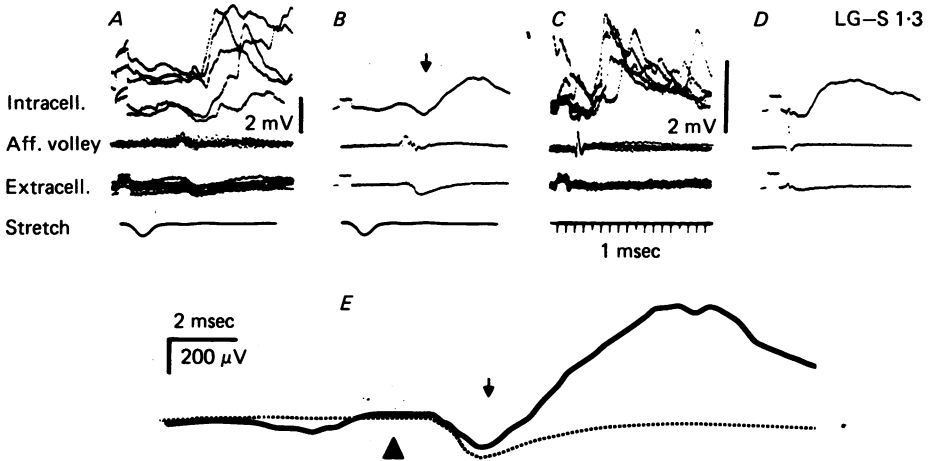 A B C D LG–S 1·3
Intracell.
2 mV 2 mV
Aff. volley
Extracell.
Stretch
1 msec
E
2 msec
200 μV